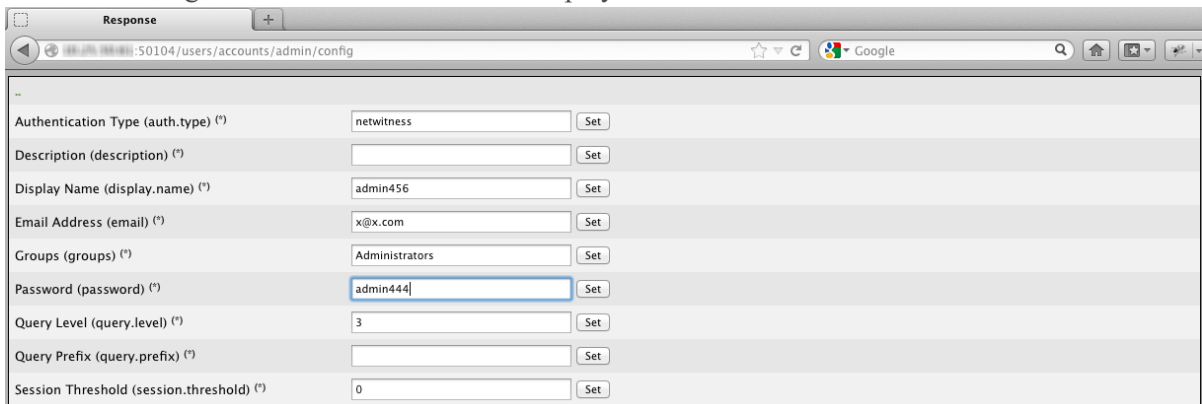 Response
:50104/users/accounts/admin/config
Google
..
Authentication Type (auth.type) (*) netwitness Set
Description (description) (*) Set
Display Name (display.name) (*) admin456 Set
Email Address (email) (*) x@x.com Set
Groups (groups) (*) Administrators Set
Password (password) (*) admin444 Set
Query Level (query.level) (*) 3 Set
Query Prefix (query.prefix) (*) Set
Session Threshold (session.threshold) (*) 0 Set